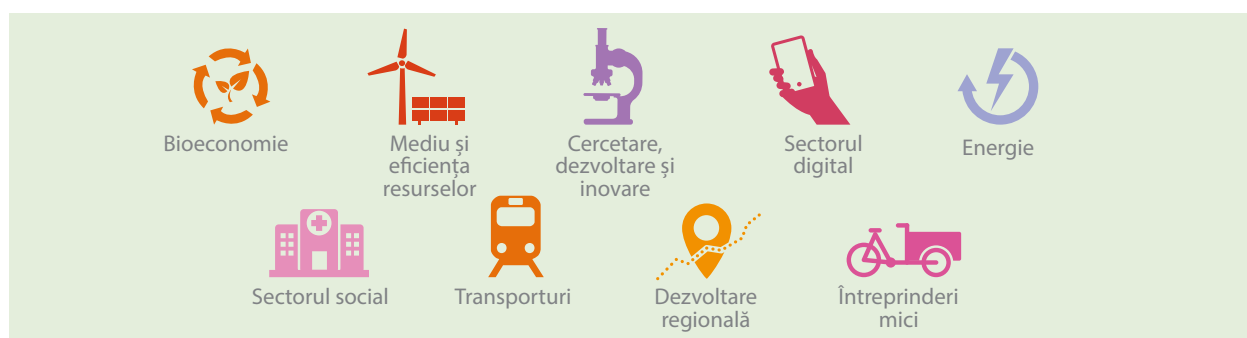 Bioeconomie
Mediu și
eficiența
resurselor
Cercetare,
dezvoltare și
inovare
Sectorul
digital
Energie
Sectorul social
Transporturi
Dezvoltare
regională
Întreprinderi
mici